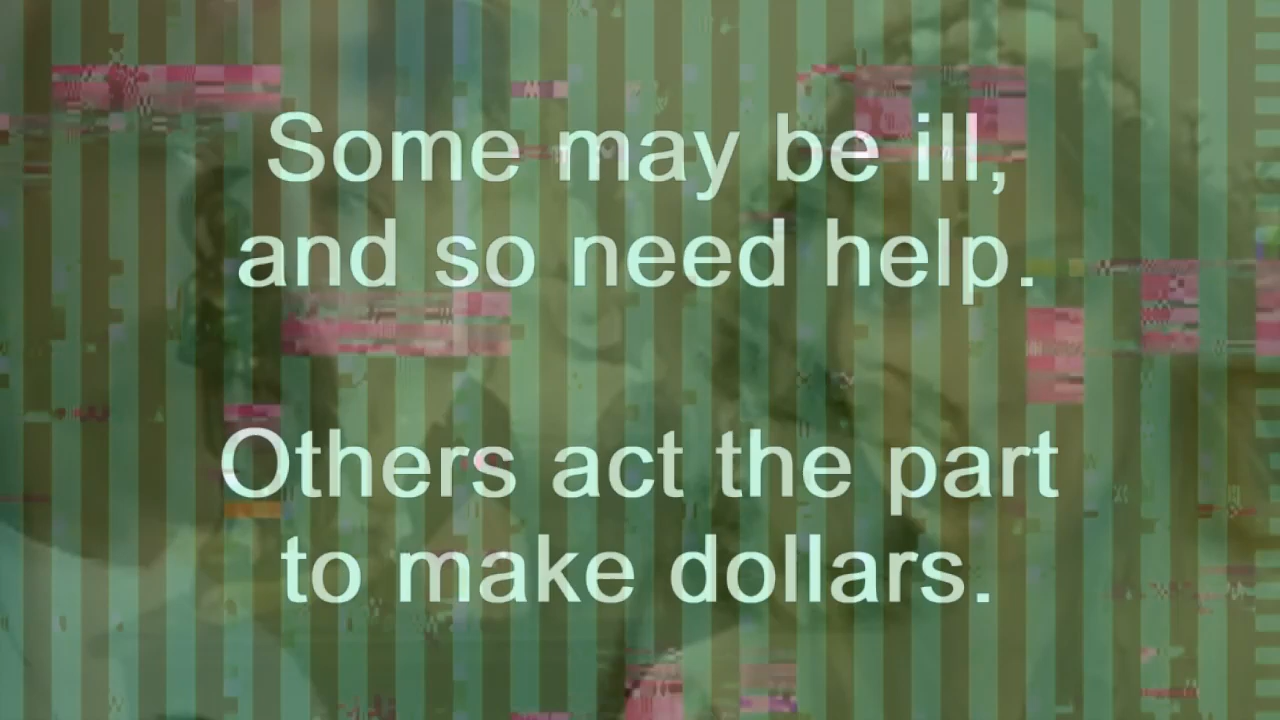 Some may be ill,
and so need help.
Others act the part
to make dollars.